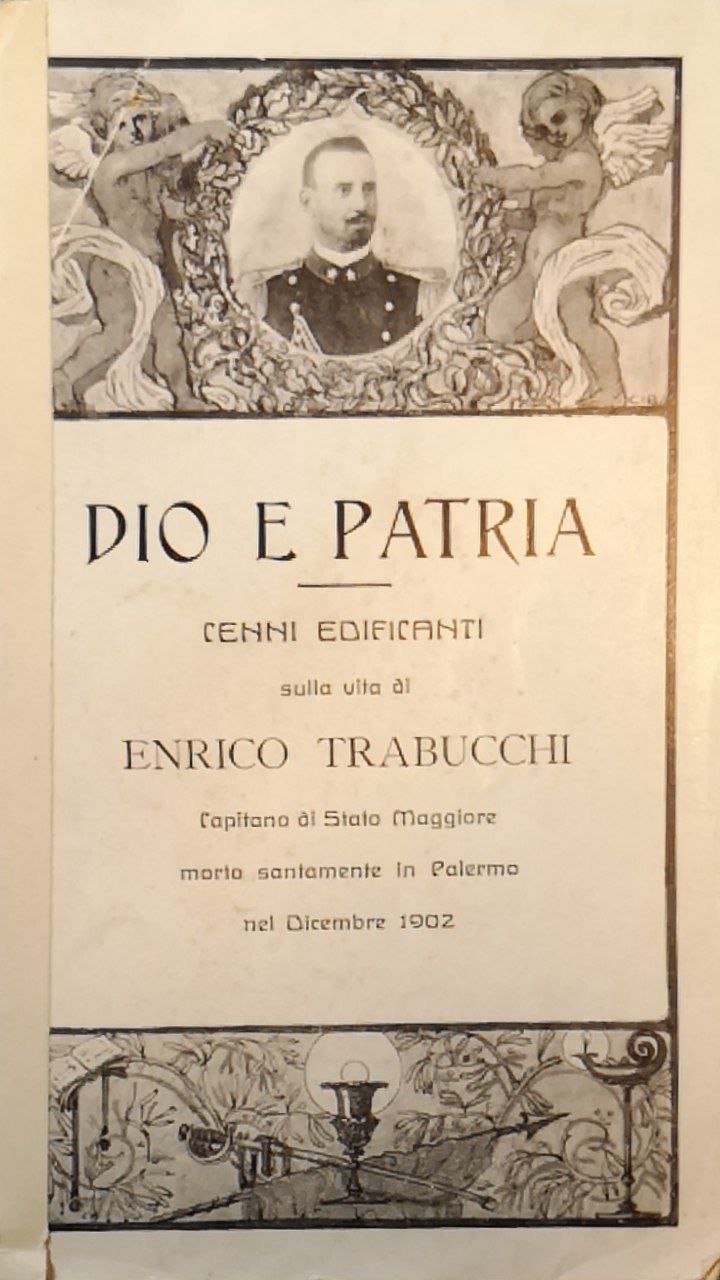 DIO E PATRIA
CENNI EDIFICANTI
sulla vita di
ENRICO TRABUCCHI
Capitano di Stato Maggiore
morto santamente in Palermo
nel Dicembre 1902